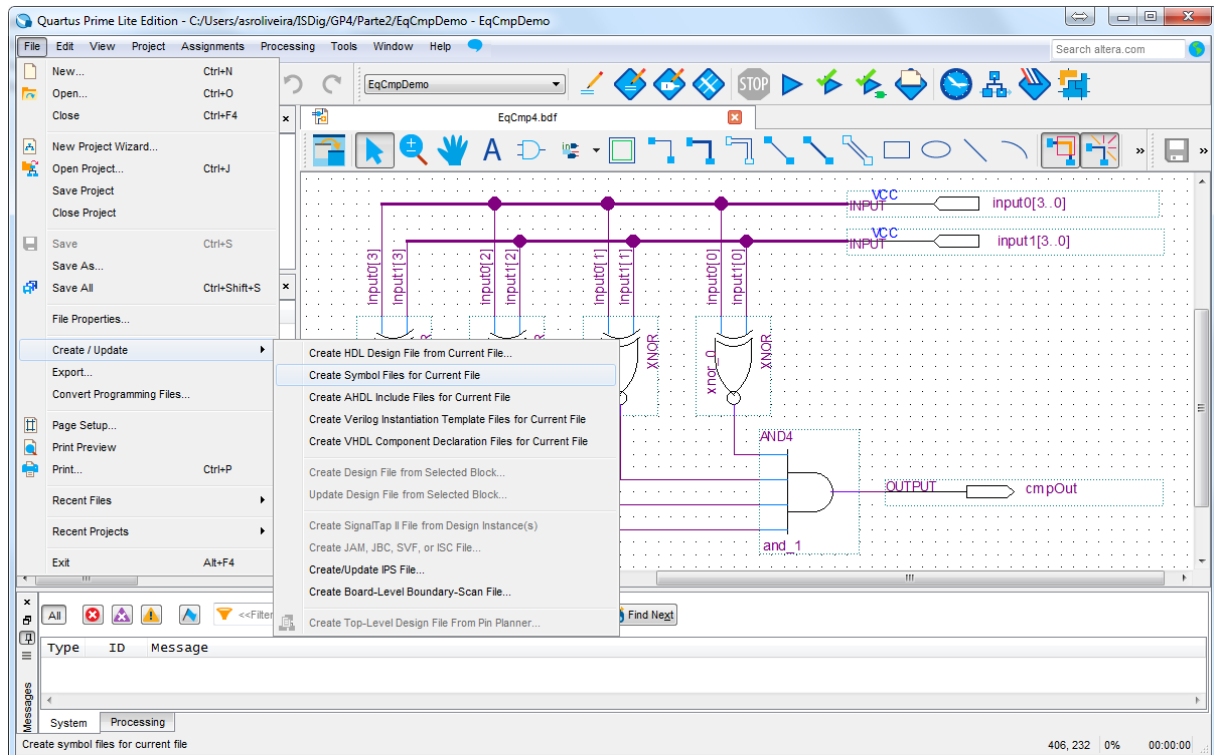 Quartus Prime Lite Edition - C:/Users/asroliveira/ISDig/GP4/Parte2/EqCmpDemo - EqCmpDemo
File Edit View Project Assignments Processing Tools Window Help
Search altera.com
New... Ctrl+N
Open... Ctrl+O
Close Ctrl+F4
New Project Wizard...
Open Project... Ctrl+J
Save Project
Close Project
Save Ctrl+S
Save As...
Save All Ctrl+Shift+S
File Properties...
Create / Update
Export...
Convert Programming Files...
Page Setup...
Print Preview
Print... Ctrl+P
Recent Files
Recent Projects
Exit Alt+F4
EqCmpDemo
STOP
EqCmp4.bdf
A
VCC
INPUT
input0[3..0]
VCC
INPUT
input1[3..0]
input0[3]
input1[3]
input0[2]
input1[2]
input0[1]
input1[1]
input0[0]
input1[0]
XNOR
xnor_0
XNOR
Create HDL Design File from Current File...
Create Symbol Files for Current File
Create AHDL Include Files for Current File
Create Verilog Instantiation Template Files for Current File
Create VHDL Component Declaration Files for Current File
Create Design File from Selected Block...
Update Design File from Selected Block...
Create SignalTap II File from Design Instance(s)
Create JAM, JBC, SVF, or ISC File...
Create/Update IPS File...
Create Board-Level Boundary-Scan File...
Create Top-Level Design File From Pin Planner...
AND4
and_1
OUTPUT
cmpOut
All
<<Filter
Find Next
Type ID Message
Messages
System Processing
Create symbol files for current file
406, 232 0% 00:00:00